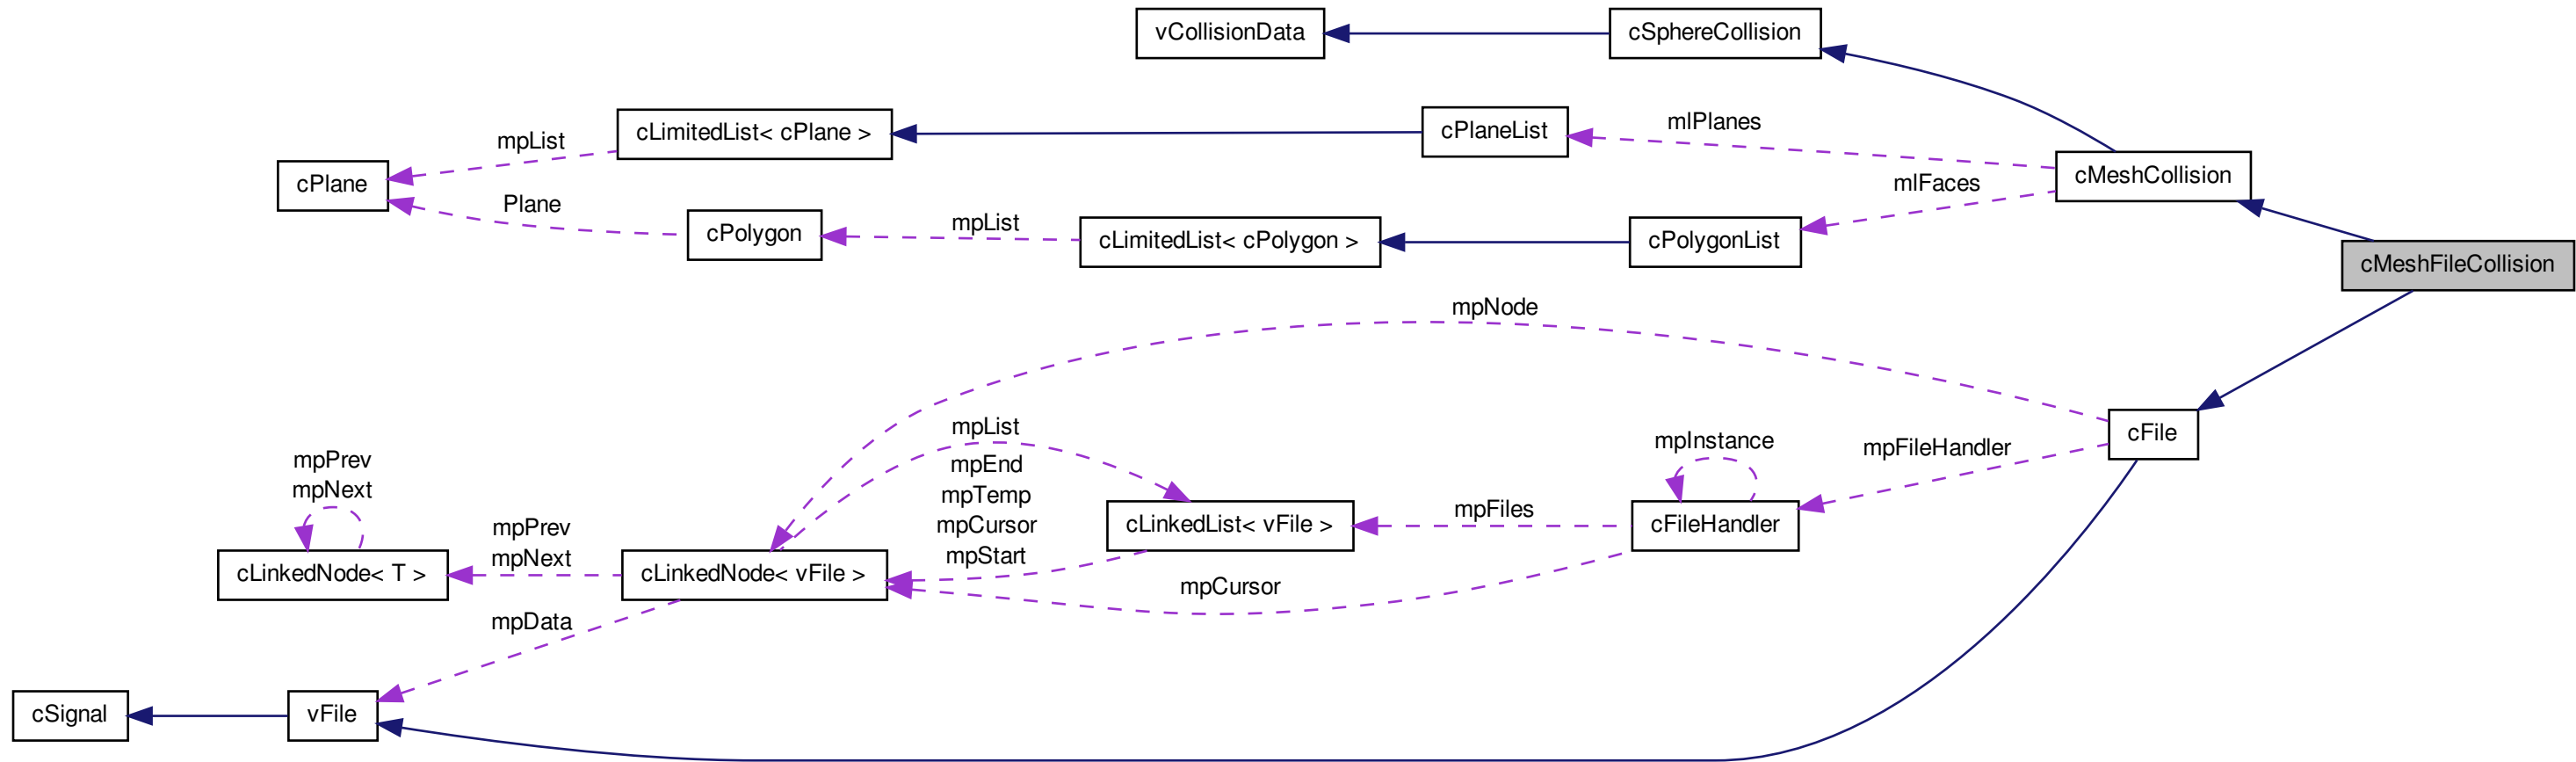 vCollisionData
cSphereCollision
mlPlanes
cLimitedList< cPlane >
cPlaneList
mpList
cPlane
cMeshCollision
mlFaces
Plane
cPolygon
mpList
cLimitedList< cPolygon >
cPolygonList
cMeshFileCollision
mpNode
mpList
cFile
mpInstance
mpFileHandler
mpPrev
mpNext
mpEnd
mpTemp
mpCursor
mpStart
cLinkedList< vFile >
mpFiles
cFileHandler
mpPrev
mpNext
cLinkedNode< T >
cLinkedNode< vFile >
mpCursor
mpData
cSignal
vFile